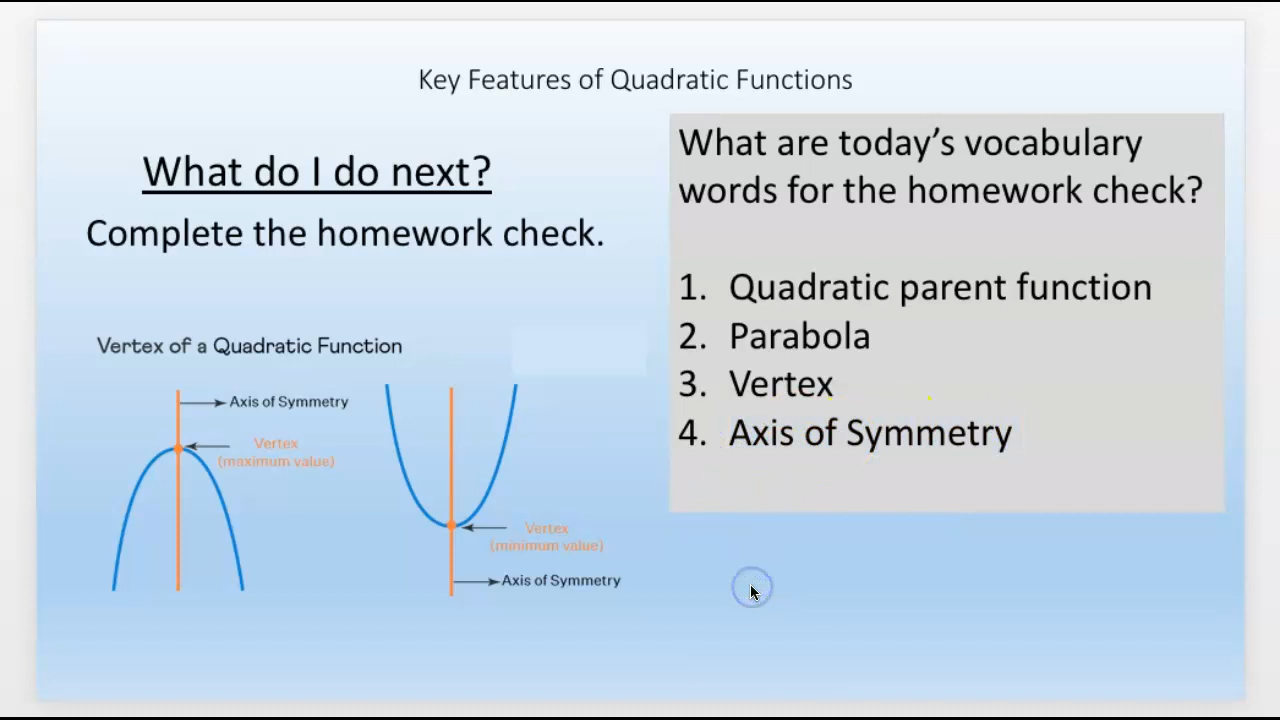 Key Features of Quadratic Functions
What do I do next?
Complete the homework check.
Vertex of a Quadratic Function
Axis of Symmetry
Vertex
(maximum value)
Vertex
(minimum value)
Axis of Symmetry
What are today’s vocabulary
words for the homework check?
1. Quadratic parent function
2. Parabola
3. Vertex
4. Axis of Symmetry